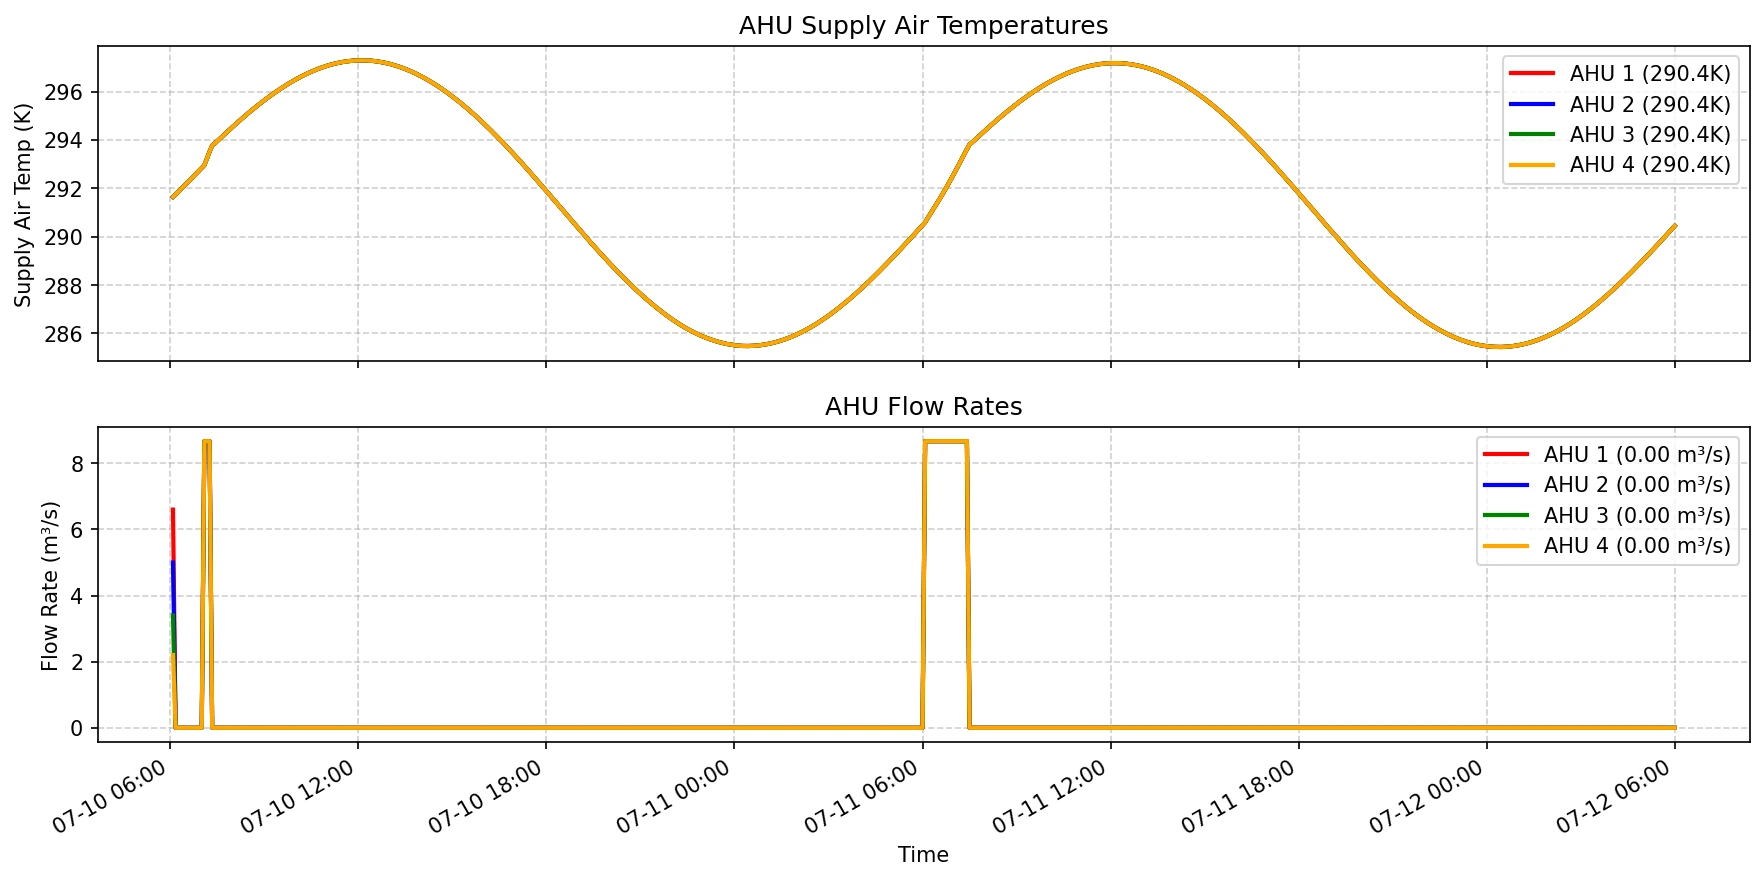 AHU Supply Air Temperatures
Supply Air Temp (K)
296
294
292
290
288
286
AHU 1 (290.4K)
AHU 2 (290.4K)
AHU 3 (290.4K)
AHU 4 (290.4K)
AHU Flow Rates
Flow Rate (m³/s)
8
6
4
2
0
AHU 1 (0.00 m³/s)
AHU 2 (0.00 m³/s)
AHU 3 (0.00 m³/s)
AHU 4 (0.00 m³/s)
07-10 06:00
07-10 12:00
07-10 18:00
07-11 00:00
07-11 06:00
07-11 12:00
07-11 18:00
07-12 00:00
07-12 06:00
Time